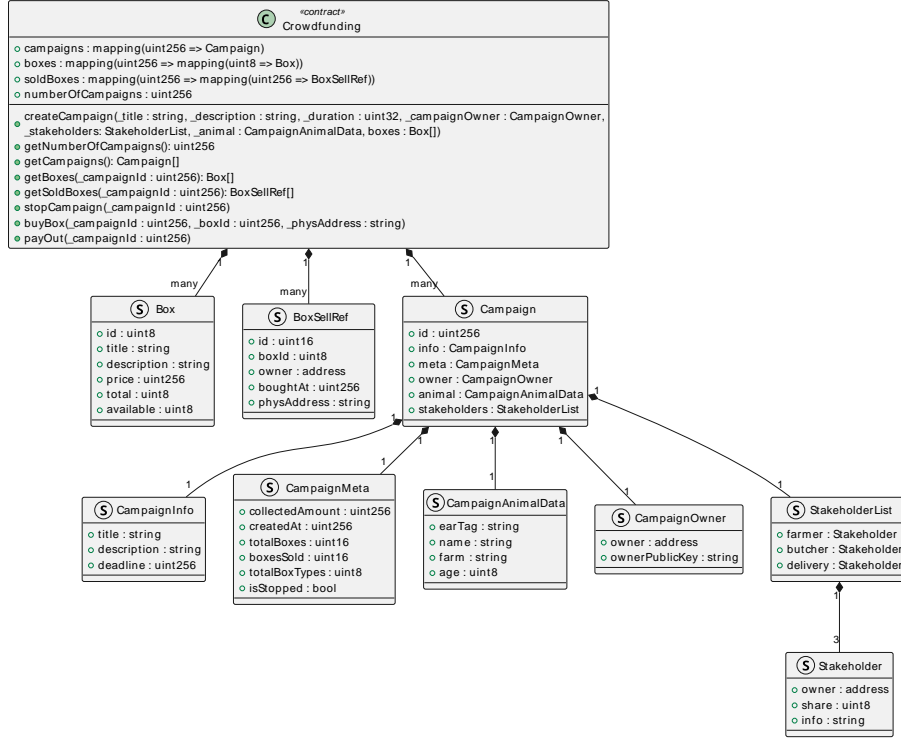 «contract»
C Crowdfunding
campaigns : mapping(uint256 => Campaign)
boxes : mapping(uint256 => mapping(uint8 => Box))
soldBoxes : mapping(uint256 => mapping(uint256 => BoxSellRef))
numberOfCampaigns : uint256
createCampaign(_title : string, _description : string, _duration : uint32, _campaignOwner : CampaignOwner,
_stakeholders: StakeholderList, _animal : CampaignAnimalData, boxes : Box[])
getNumberOfCampaigns(): uint256
getCampaigns(): Campaign[]
getBoxes(_campaignId : uint256): Box[]
getSoldBoxes(_campaignId : uint256): BoxSellRef[]
stopCampaign(_campaignId : uint256)
buyBox(_campaignId : uint256, _boxId : uint256, _physAddress : string)
payOut(_campaignId : uint256)
1 1 1
many many many
S Box
id : uint8
title : string
description : string
price : uint256
total : uint8
available : uint8
S BoxSellRef
id : uint16
boxId : uint8
owner : address
boughtAt : uint256
physAddress : string
S Campaign
id : uint256
info : CampaignInfo
meta : CampaignMeta
owner : CampaignOwner
animal : CampaignAnimalData
stakeholders : StakeholderList
1 1 1 1 1
1 1 1 1 1
S CampaignInfo
title : string
description : string
deadline : uint256
S CampaignMeta
collectedAmount : uint256
createdAt : uint256
totalBoxes : uint16
boxesSold : uint16
totalBoxTypes : uint8
isStopped : bool
S CampaignAnimalData
earTag : string
name : string
farm : string
age : uint8
S CampaignOwner
owner : address
ownerPublicKey : string
S StakeholderList
farmer : Stakeholder
butcher : Stakeholder
delivery : Stakeholder
1
3
S Stakeholder
owner : address
share : uint8
info : string